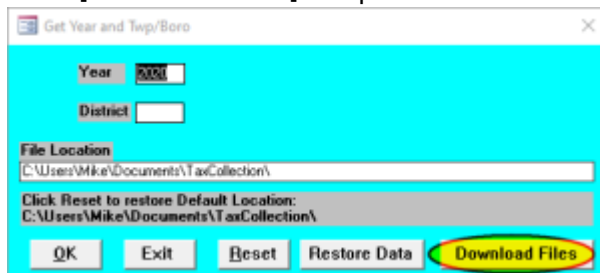 Get Year and Twp/Boro
Year 2020
District
File Location
C:\Users\Mike\Documents\TaxCollection\
Click Reset to restore Default Location:
C:\Users\Mike\Documents\TaxCollection\
OK Exit Reset Restore Data Download Files